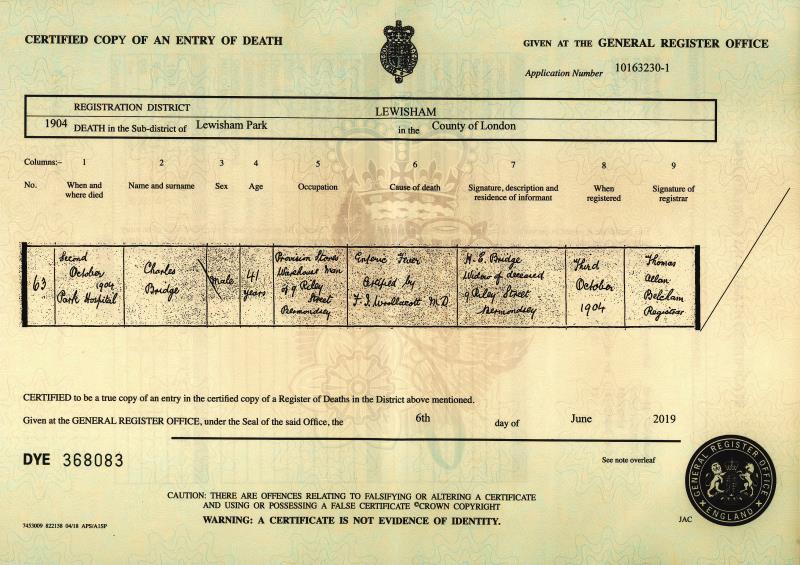 CERTIFIED COPY OF AN ENTRY OF DEATH
GIVEN AT THE GENERAL REGISTER OFFICE
Application Number 10163230-1
REGISTRATION DISTRICT LEWISHAM
1904 DEATH in the Sub-district of Lewisham Park in the County of London
Columns:– 1 2 3 4 5 6 7 8 9
No. When and where died Name and surname Sex Age Occupation Cause of death Signature, description and residence of informant When registered Signature of registrar
63
Second
October
1904
Park Hospital
Charles
Bridge
Male
41
years
Provision Stores
Warehouse man
of 9 Riley
Street
Bermondsey
Enteric Fever
Certified by
F. J. Woollacott M.D.
H. E. Bridge
Widow of deceased
9 Riley Street
Bermondsey
Third
October
1904
Thomas
Allan
Belcham
Registrar
CERTIFIED to be a true copy of an entry in the certified copy of a Register of Deaths in the District above mentioned.
Given at the GENERAL REGISTER OFFICE, under the Seal of the said Office, the 6th day of June 2019
DYE 368083
See note overleaf
CAUTION: THERE ARE OFFENCES RELATING TO FALSIFYING OR ALTERING A CERTIFICATE
AND USING OR POSSESSING A FALSE CERTIFICATE ©CROWN COPYRIGHT
WARNING: A CERTIFICATE IS NOT EVIDENCE OF IDENTITY.
7453009 822138 04/18 APS/A1SP
JAC
GENERAL REGISTER OFFICE
ENGLAND